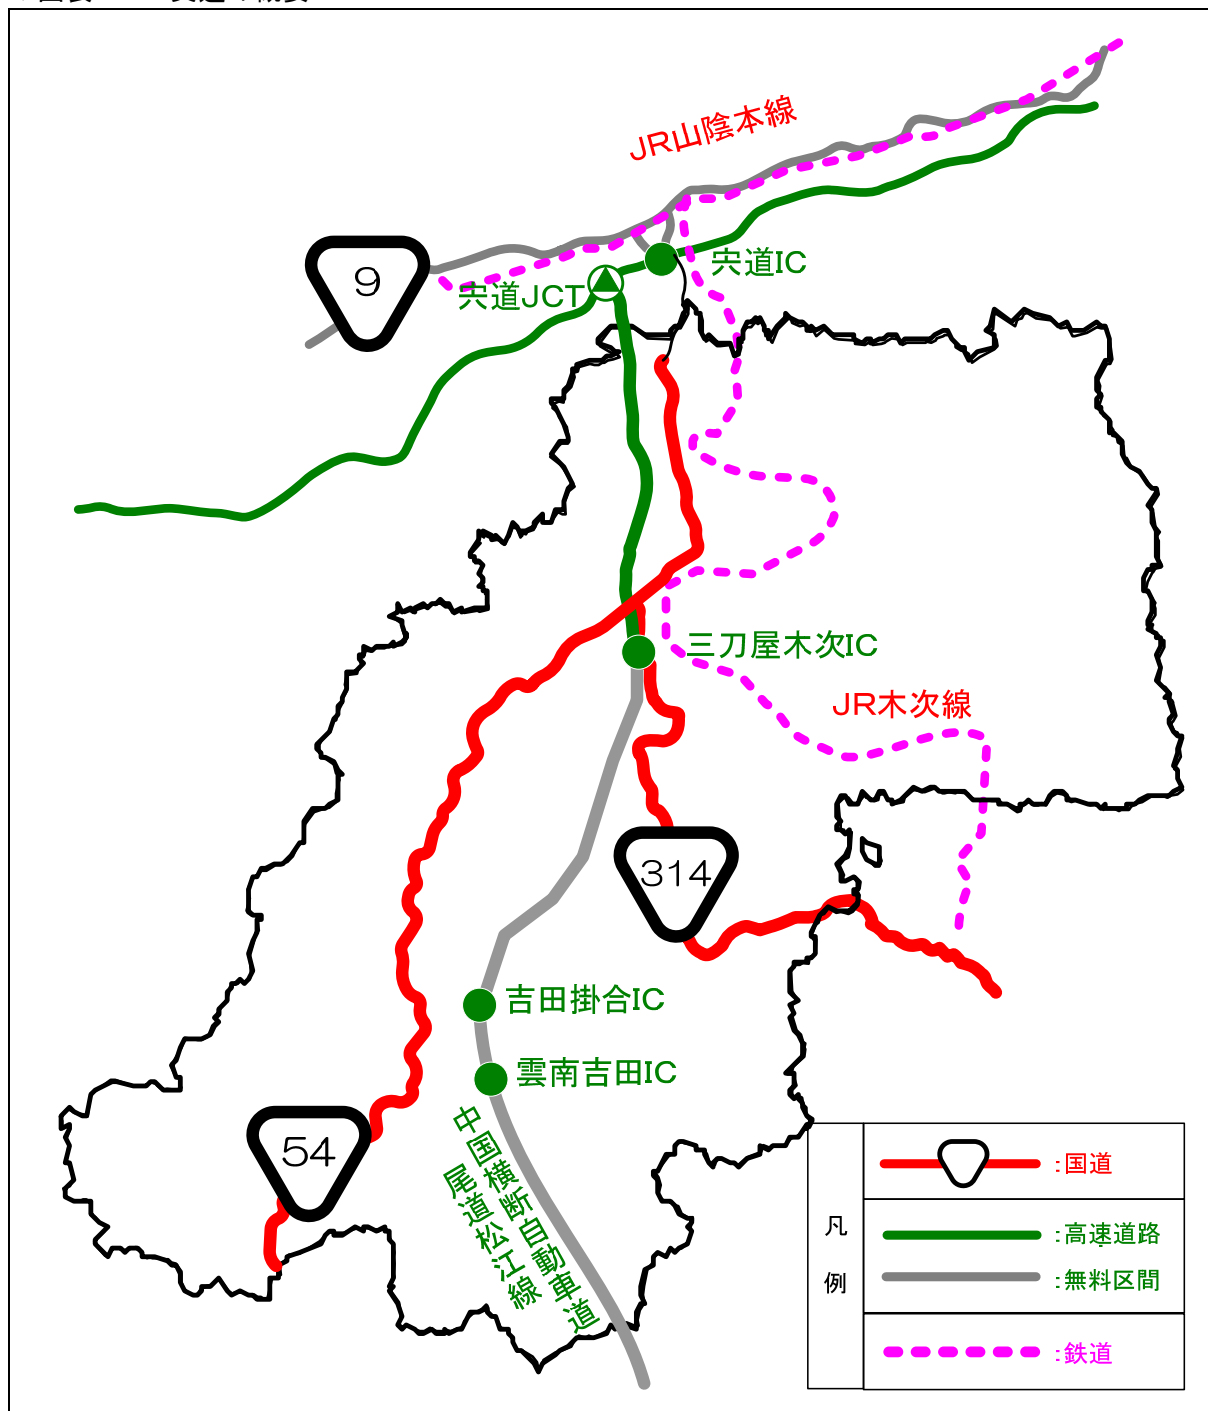 JR山陰本線
9
宍道IC
宍道JCT
三刀屋木次IC
JR木次線
314
吉田掛合IC
雲南吉田IC
54
中国横断自動車道
尾道松江線
凡例
:国道
:高速道路
:無料区間
:鉄道